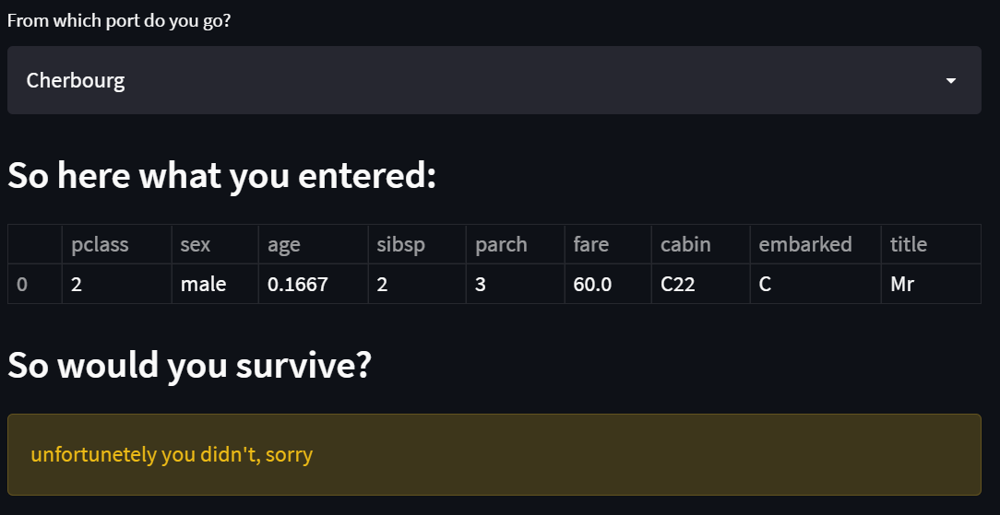 From which port do you go?
Cherbourg
So here what you entered:
pclass sex age sibsp parch fare cabin embarked title
0 2 male 0.1667 2 3 60.0 C22 C Mr
So would you survive?
unfortunetely you didn't, sorry